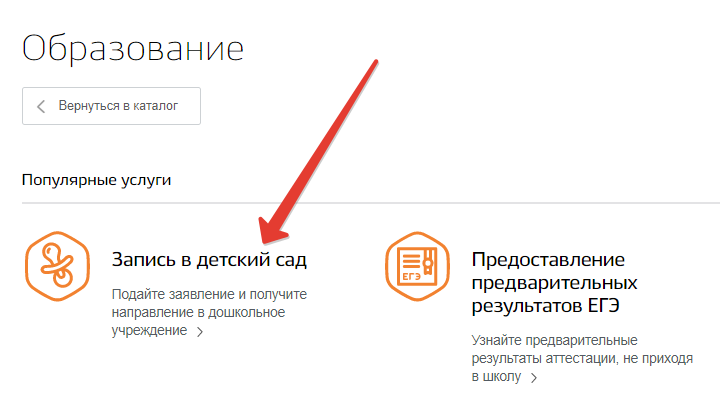 Образование
Вернуться в каталог
Популярные услуги
Запись в детский сад
Подайте заявление и получите
направление в дошкольное
учреждение
ЕГЭ
Предоставление
предварительных
результатов ЕГЭ
Узнайте предварительные
результаты аттестации, не приходя
в школу